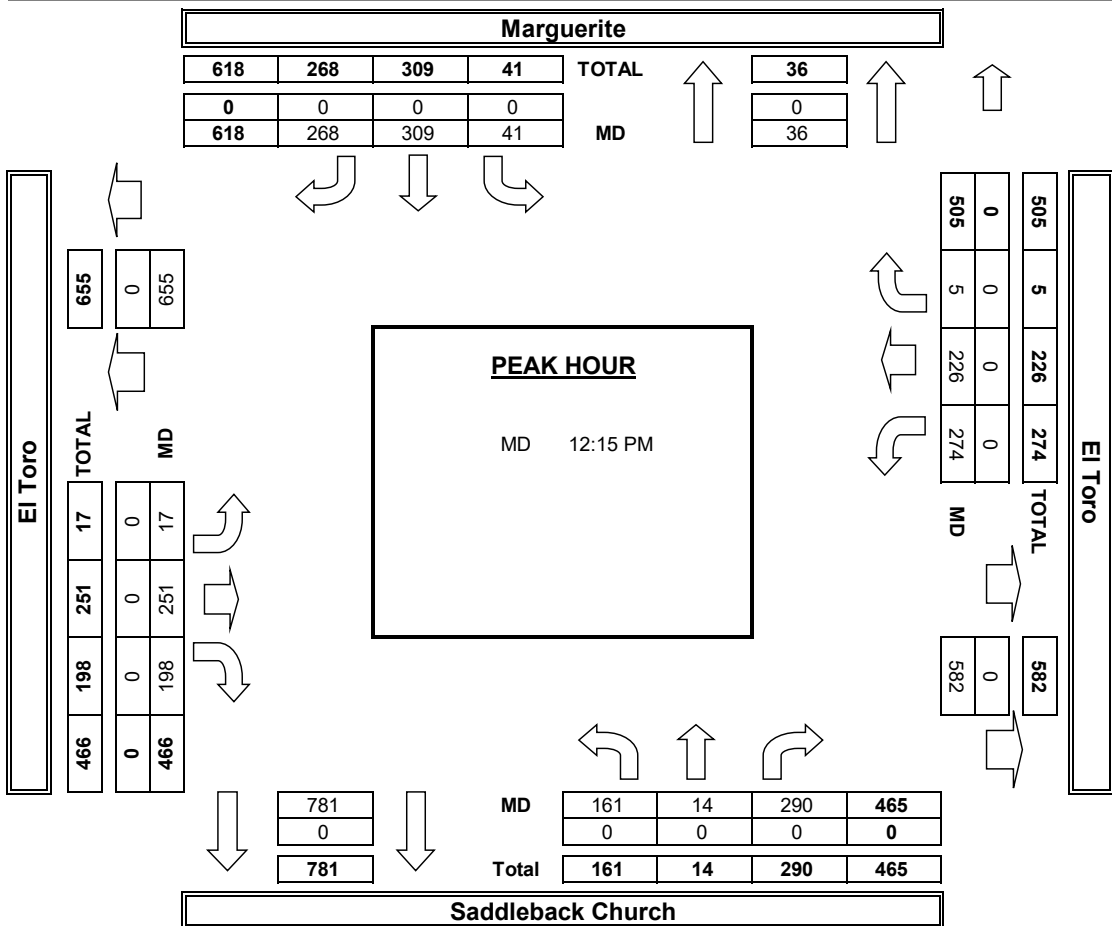 Marguerite
618 268 309 41 TOTAL 36
0 0 0 0 0
618 268 309 41 MD 36
El Toro
655 0 655
TOTAL MD
17 0 17
251 0 251
198 0 198
466 0 466
PEAK HOUR
MD 12:15 PM
505 0 505
5 0 5
226 0 226
274 0 274
MD TOTAL
582 0 582
El Toro
781 MD 161 14 290 465
0 0 0 0 0
781 Total 161 14 290 465
Saddleback Church